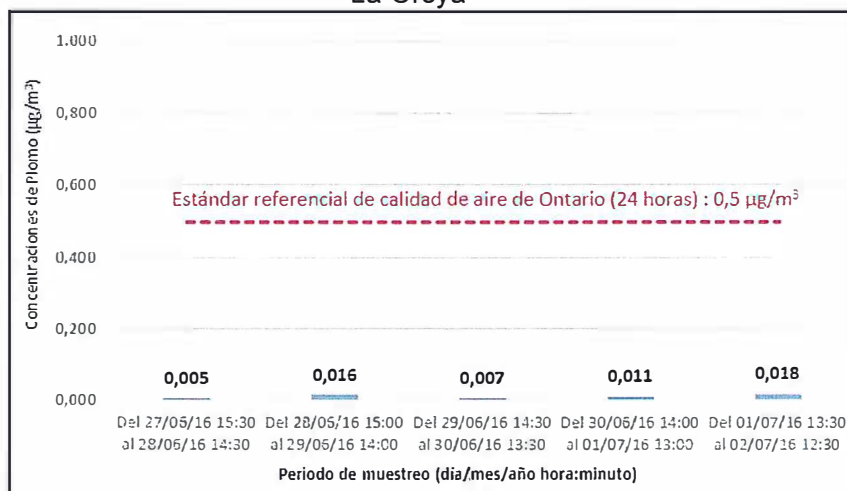 La Oroya
Concentraciones de Plomo (µg/m³)
1.000
0,800
0,600
Estándar referencial de calidad de aire de Ontario (24 horas) : 0,5 µg/m³
0,400
0,200
0,000
0,005
0,016
0,007
0,011
0,018
Del 27/06/16 15:30
al 28/06/16 14:30
Del 28/06/16 15:00
al 29/06/16 14:00
Del 29/06/16 14:30
al 30/06/16 13:30
Del 30/06/16 14:00
al 01/07/16 13:00
Del 01/07/16 13:30
al 02/07/16 12:30
Periodo de muestreo (día/mes/año hora:minuto)